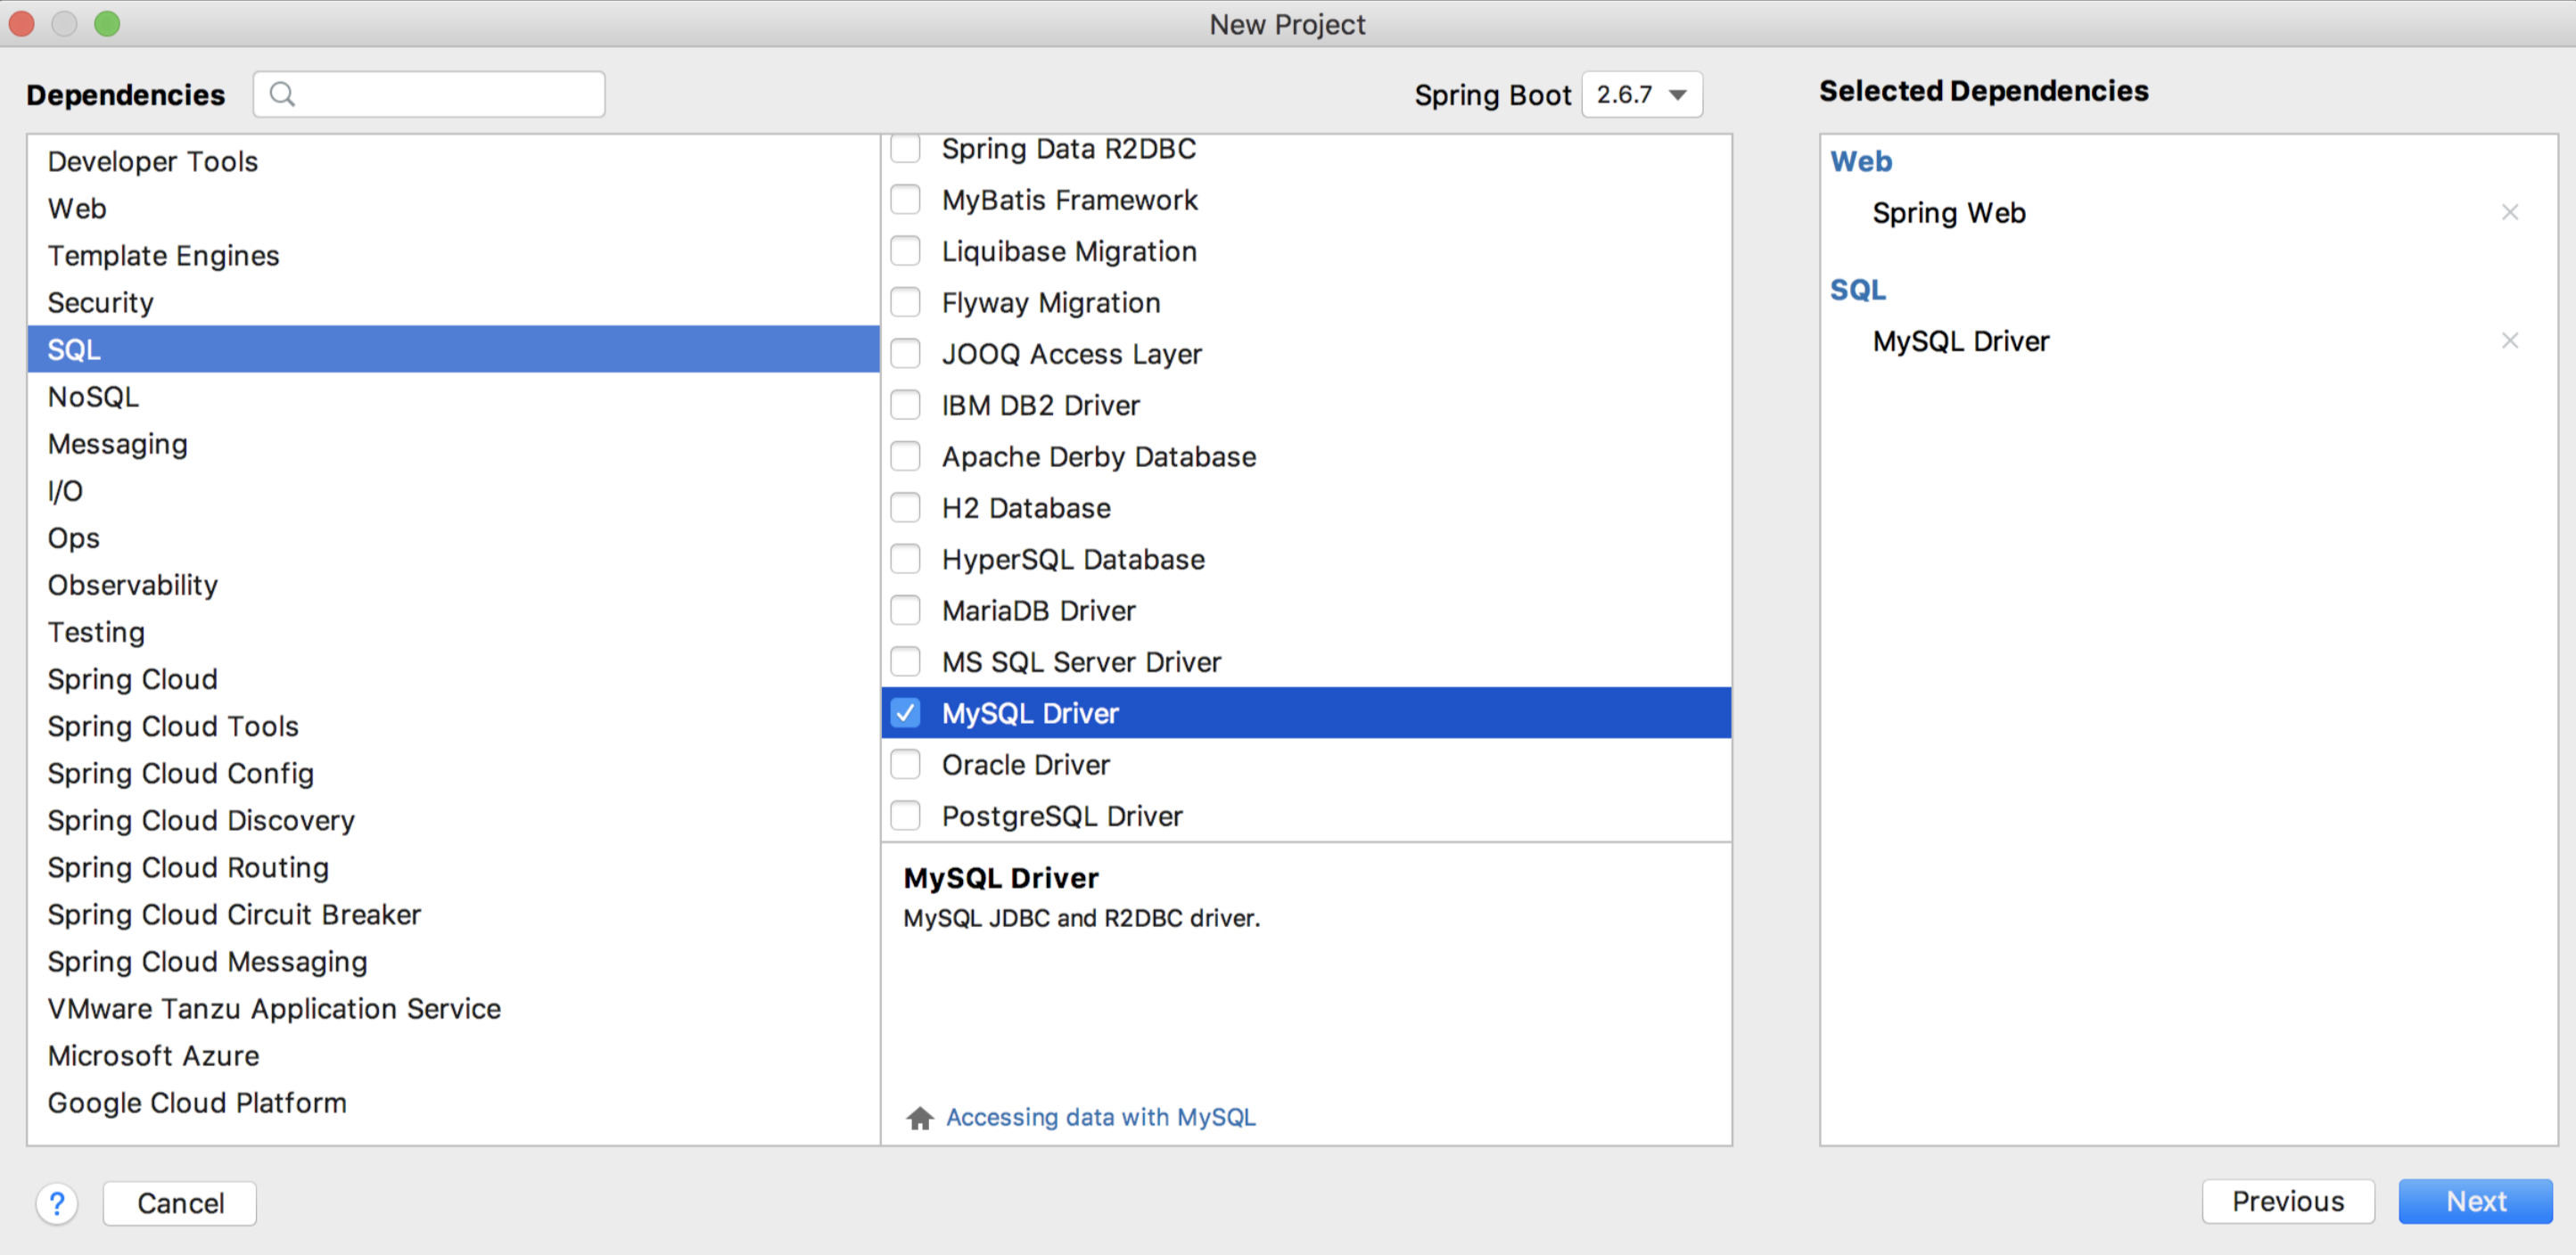 New Project
Dependencies
Spring Boot 2.6.7
Selected Dependencies
Developer Tools
Web
Template Engines
Security
SQL
NoSQL
Messaging
I/O
Ops
Observability
Testing
Spring Cloud
Spring Cloud Tools
Spring Cloud Config
Spring Cloud Discovery
Spring Cloud Routing
Spring Cloud Circuit Breaker
Spring Cloud Messaging
VMware Tanzu Application Service
Microsoft Azure
Google Cloud Platform
Spring Data R2DBC
MyBatis Framework
Liquibase Migration
Flyway Migration
JOOQ Access Layer
IBM DB2 Driver
Apache Derby Database
H2 Database
HyperSQL Database
MariaDB Driver
MS SQL Server Driver
MySQL Driver
Oracle Driver
PostgreSQL Driver
MySQL Driver
MySQL JDBC and R2DBC driver.
Accessing data with MySQL
Web
Spring Web
SQL
MySQL Driver
?
Cancel
Previous
Next